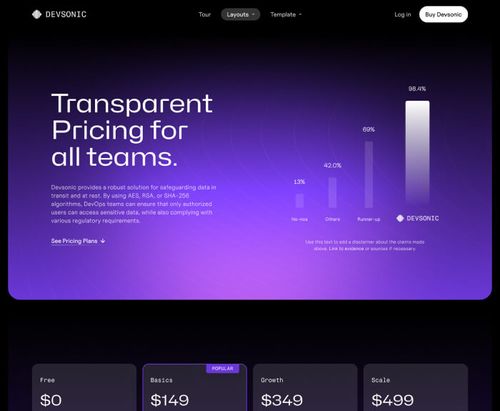 DEVSONIC
Tour
Layouts
Template
Log in
Buy Devsonic
Transparent
Pricing for
all teams.
Devsonic provides a robust solution for safeguarding data in
transit and at rest. By using AES, RSA, or SHA-256
algorithms, DevOps teams can ensure that only authorized
users can access sensitive data, while also complying with
various regulatory requirements.
See Pricing Plans ↓
13%
42.0%
69%
98.4%
Others
Runner-up
DEVSONIC
Use this text to add a disclaimer about the claims made
above. Link to evidence or sources if necessary.
POPULAR
Free
$0
Basics
$149
Growth
$349
Scale
$499